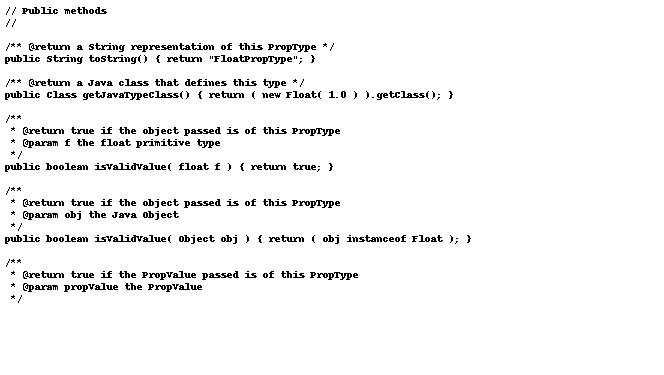 // Public methods
//
/** @return a String representation of this PropType */
public String toString() { return "FloatPropType"; }
/** @return a Java class that defines this type */
public Class getJavaTypeClass() { return ( new Float( 1.0 ) ).getClass(); }
/**
* @return true if the object passed is of this PropType
* @param f the float primitive type
*/
public boolean isValidValue( float f ) { return true; }
/**
* @return true if the object passed is of this PropType
* @param obj the Java Object
*/
public boolean isValidValue( Object obj ) { return ( obj instanceof Float ); }
/**
* @return true if the PropValue passed is of this PropType
* @param propValue the PropValue
*/